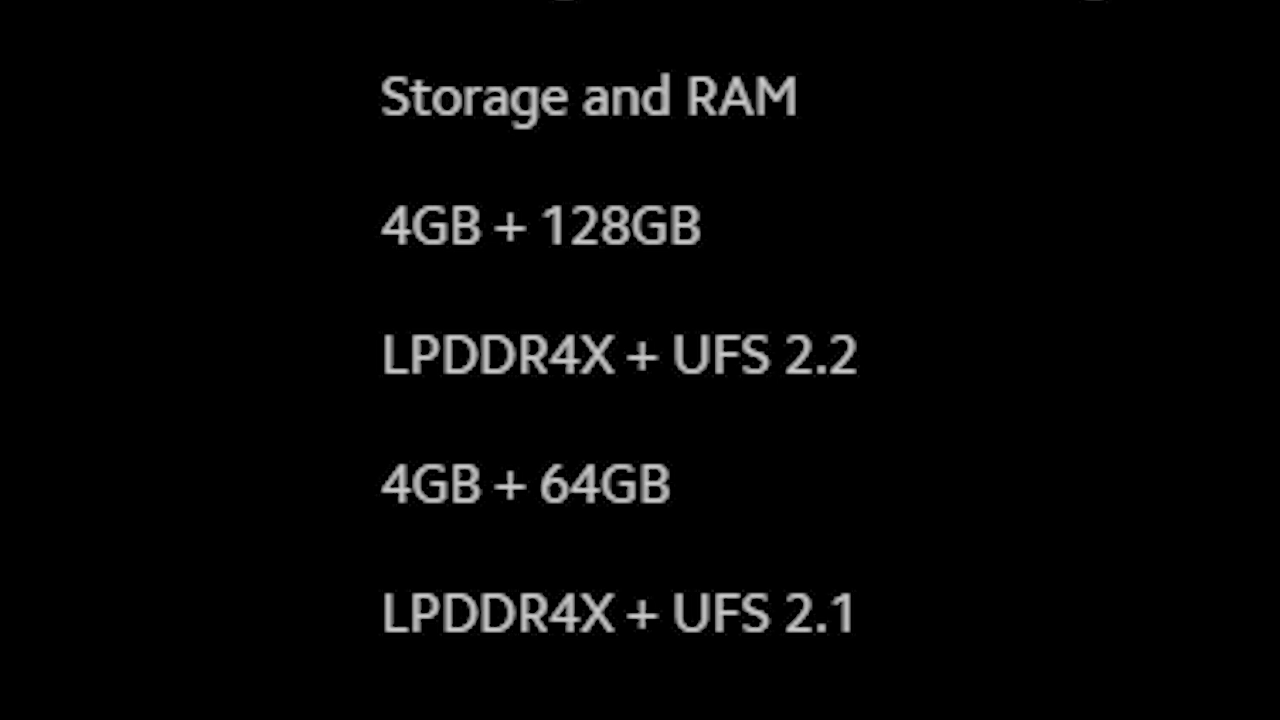 Storage and RAM
4GB + 128GB
LPDDR4X + UFS 2.2
4GB + 64GB
LPDDR4X + UFS 2.1